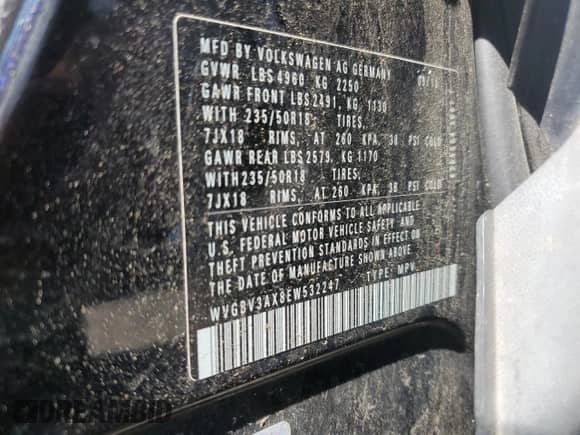 MFD BY VOLKSWAGEN AG GERMANY
GVWR LBS 4960 KG 2250
GAWR FRONT LBS 2491, KG 1130
WITH 235/50R18 TIRES,
7JX18 RIMS, AT 260 KPA, 38 PSI COLD
GAWR REAR LBS 2579, KG 1170
WITH 235/50R18 TIRES,
7JX18 RIMS, AT 260 KPA, 38 PSI COLD
THIS VEHICLE CONFORMS TO ALL APPLICABLE
U.S. FEDERAL MOTOR VEHICLE SAFETY AND
THEFT PREVENTION STANDARDS IN EFFECT ON
THE DATE OF MANUFACTURE SHOWN ABOVE.
WVGBV3AX8EW532247 TYPE: MPV
DREAMBID